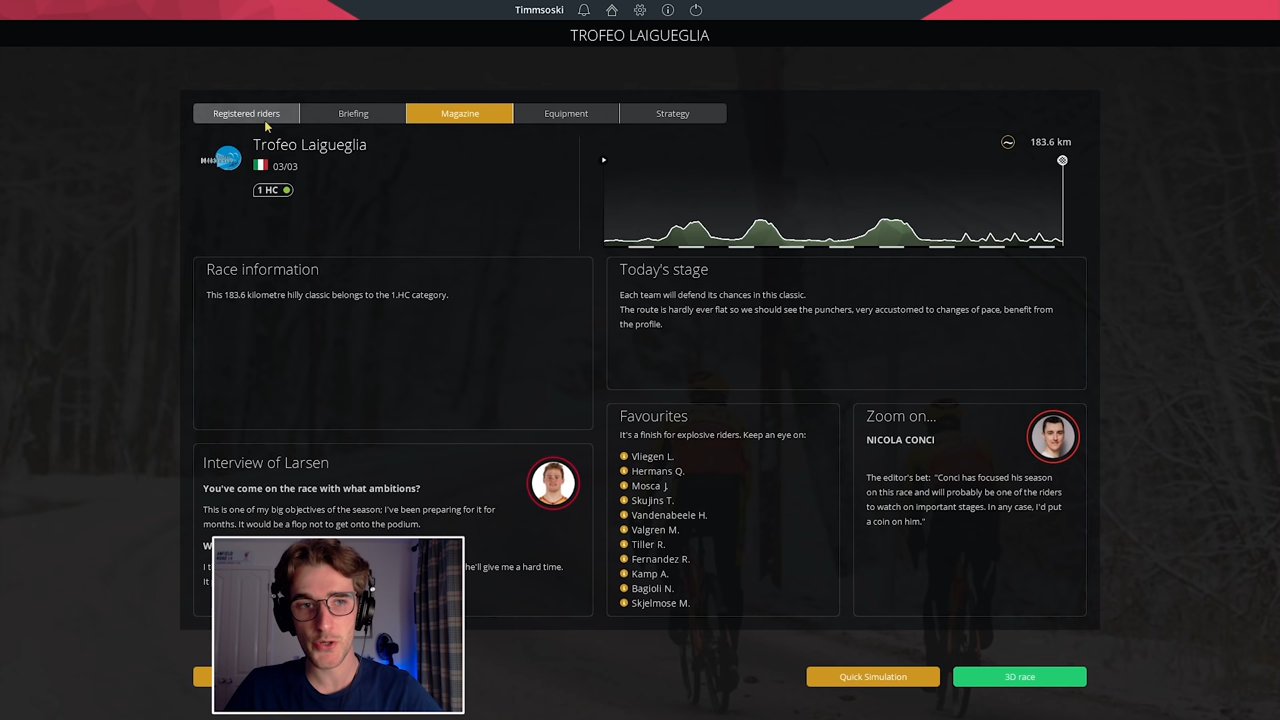 Timmsoski
TROFEO LAIGUEGLIA
Registered riders
Briefing
Magazine
Equipment
Strategy
Trofeo Laigueglia
03/03
1 HC
183.6 km
Race information
This 183.6 kilometre hilly classic belongs to the 1.HC category.
Today's stage
Each team will defend its chances in this classic.
The route is hardly ever flat so we should see the punchers, very accustomed to changes of pace, benefit from
the profile.
Interview of Larsen
You've come on the race with what ambitions?
This is one of my big objectives of the season; I've been preparing for it for
months. It would be a flop not to get onto the podium.
he'll give me a hard time.
Favourites
It's a finish for explosive riders. Keep an eye on:
Vliegen L.
Hermans Q.
Mosca J.
Skujins T.
Vandenabeele H.
Valgren M.
Tiller R.
Fernandez R.
Kamp A.
Bagioli N.
Skjelmose M.
Zoom on...
NICOLA CONCI
The editor's bet: "Conci has focused his season
on this race and will probably be one of the riders
to watch on important stages. In any case, I'd put
a coin on him."
Quick Simulation
3D race